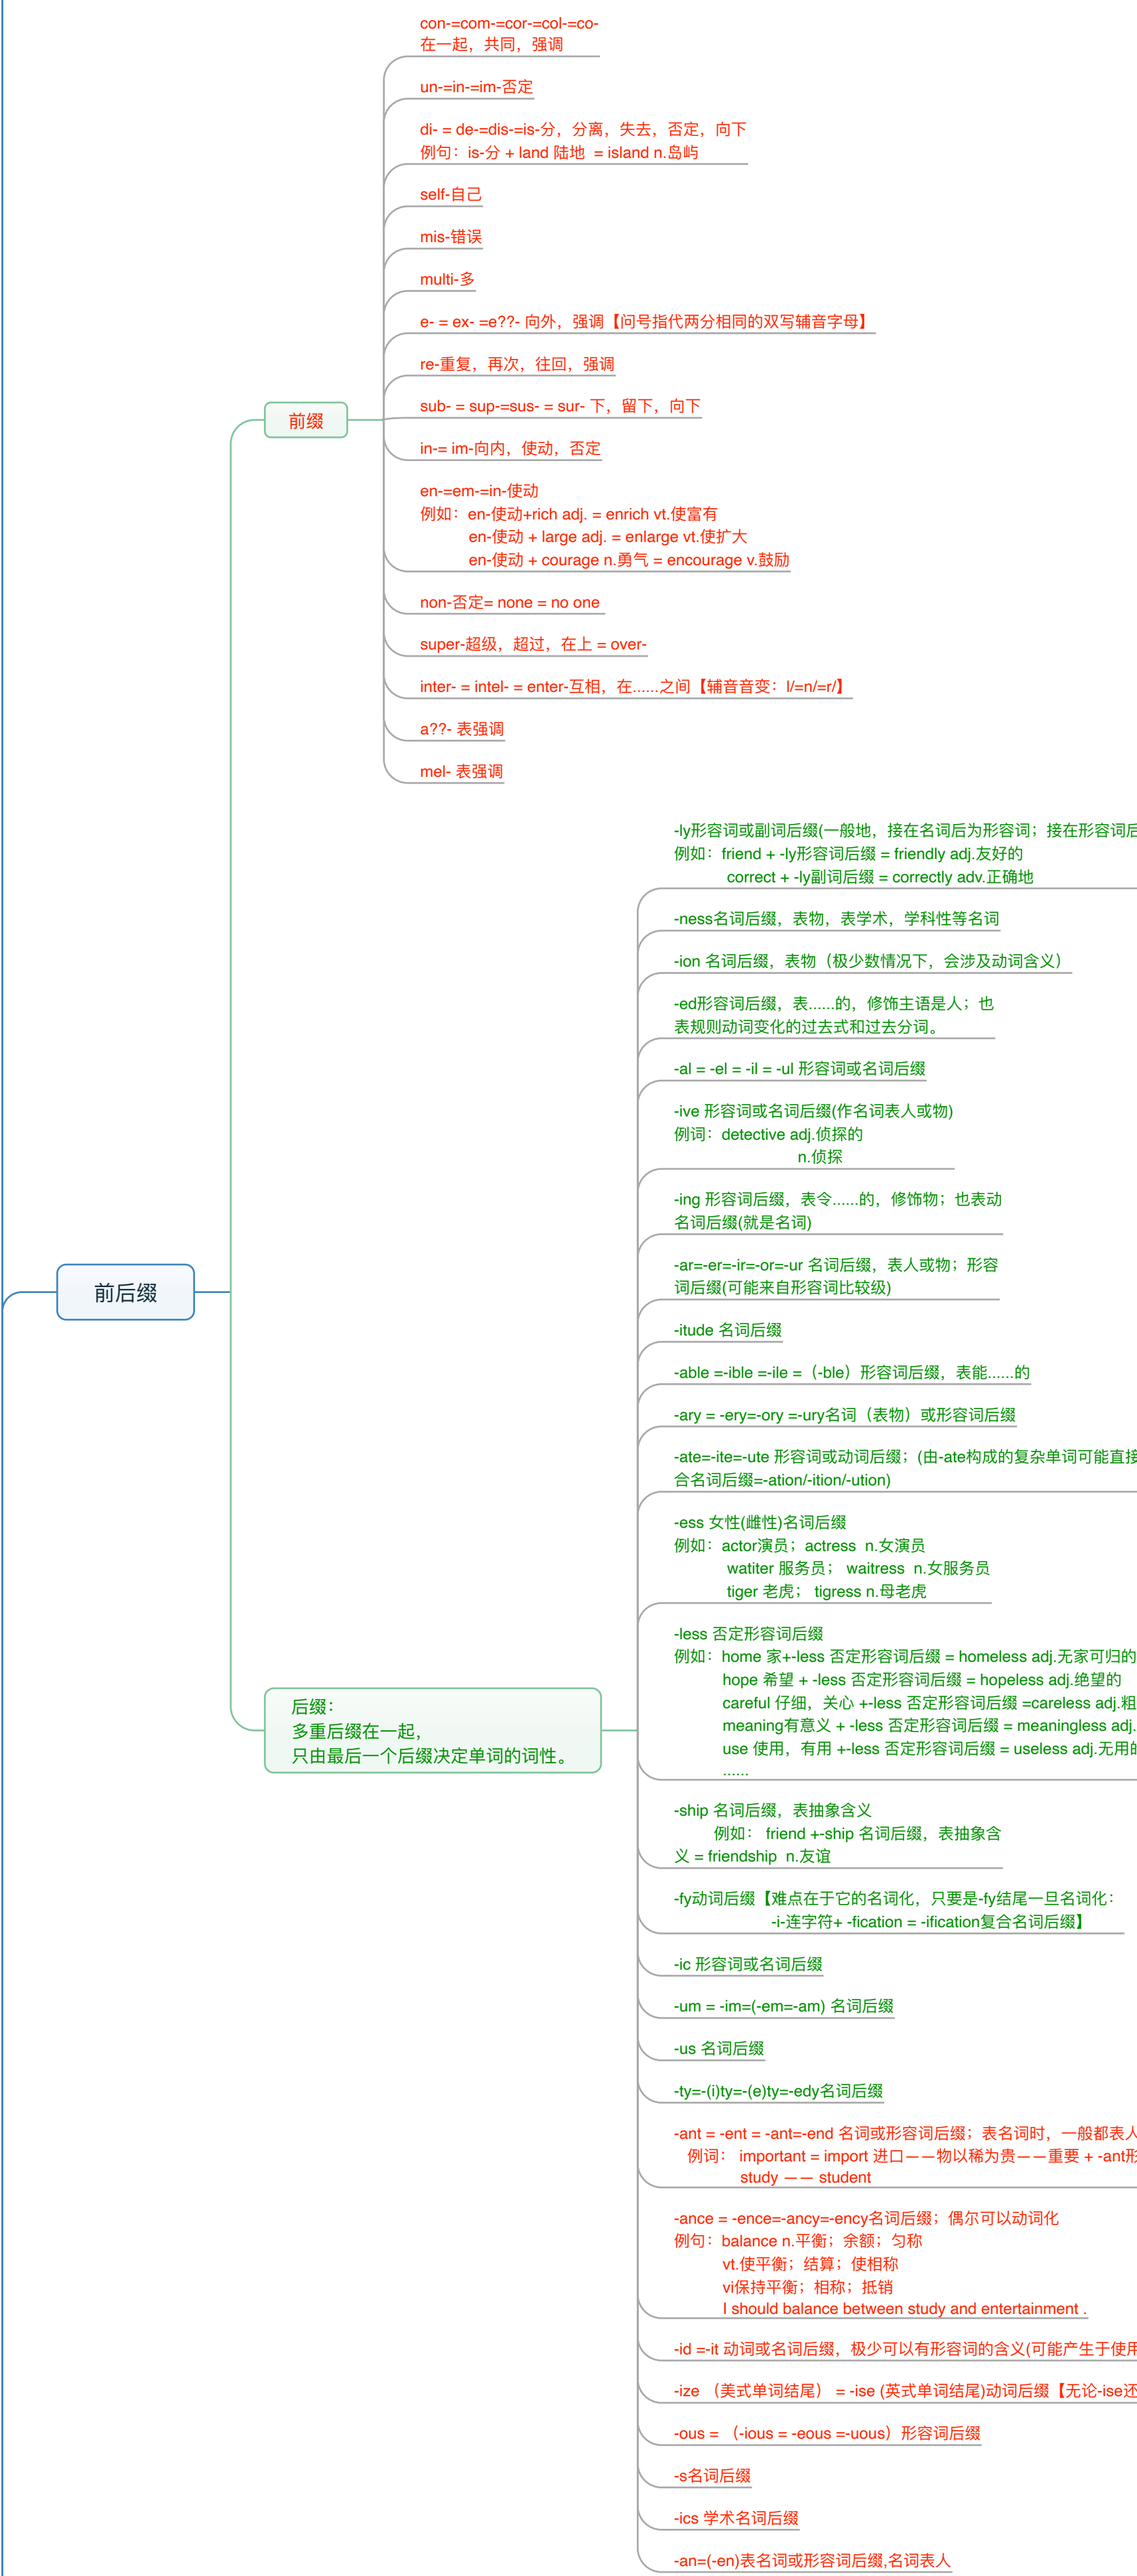 con-=com-=cor-=col-=co-
在一起，共同，强调
un-=in-=im-否定
di- = de-=dis-=is-分，分离，失去，否定，向下
例句：is-分 + land 陆地 = island n.岛屿
self-自己
mis-错误
multi-多
e- = ex- =e??- 向外，强调【问号指代两分相同的双写辅音字母】
re-重复，再次，往回，强调
sub- = sup-=sus- = sur- 下，留下，向下
前缀
in-= im-向内，使动，否定
en-=em-=in-使动
例如：en-使动+rich adj. = enrich vt.使富有
en-使动 + large adj. = enlarge vt.使扩大
en-使动 + courage n.勇气 = encourage v.鼓励
non-否定= none = no one
super-超级，超过，在上 = over-
inter- = intel- = enter-互相，在......之间【辅音音变：l/=n/=r/】
a??- 表强调
mel- 表强调
-ly形容词或副词后缀(一般地，接在名词后为形容词；接在形容词后
例如：friend + -ly形容词后缀 = friendly adj.友好的
correct + -ly副词后缀 = correctly adv.正确地
-ness名词后缀，表物，表学术，学科性等名词
-ion 名词后缀，表物（极少数情况下，会涉及动词含义）
-ed形容词后缀，表......的，修饰主语是人；也
表规则动词变化的过去式和过去分词。
-al = -el = -il = -ul 形容词或名词后缀
-ive 形容词或名词后缀(作名词表人或物)
例词：detective adj.侦探的
n.侦探
-ing 形容词后缀，表令......的，修饰物；也表动
名词后缀(就是名词)
前后缀
-ar=-er=-ir=-or=-ur 名词后缀，表人或物；形容
词后缀(可能来自形容词比较级)
-itude 名词后缀
-able =-ible =-ile =（-ble）形容词后缀，表能......的
-ary = -ery=-ory =-ury名词（表物）或形容词后缀
-ate=-ite=-ute 形容词或动词后缀；(由-ate构成的复杂单词可能直接
合名词后缀=-ation/-ition/-ution)
-ess 女性(雌性)名词后缀
例如：actor演员；actress n.女演员
watiter 服务员； waitress n.女服务员
tiger 老虎； tigress n.母老虎
-less 否定形容词后缀
例如：home 家+-less 否定形容词后缀 = homeless adj.无家可归的
hope 希望 + -less 否定形容词后缀 = hopeless adj.绝望的
careful 仔细，关心 +-less 否定形容词后缀 =careless adj.粗
meaning有意义 + -less 否定形容词后缀 = meaningless adj.
use 使用，有用 +-less 否定形容词后缀 = useless adj.无用的
......
后缀：
多重后缀在一起，
只由最后一个后缀决定单词的词性。
-ship 名词后缀，表抽象含义
例如： friend +-ship 名词后缀，表抽象含
义 = friendship n.友谊
-fy动词后缀【难点在于它的名词化，只要是-fy结尾一旦名词化：
-i-连字符+ -fication = -ification复合名词后缀】
-ic 形容词或名词后缀
-um = -im=(-em=-am) 名词后缀
-us 名词后缀
-ty=-(i)ty=-(e)ty=-edy名词后缀
-ant = -ent = -ant=-end 名词或形容词后缀；表名词时，一般都表人
例词： important = import 进口——物以稀为贵——重要 + -ant形
study —— student
-ance = -ence=-ancy=-ency名词后缀；偶尔可以动词化
例句：balance n.平衡；余额；匀称
vt.使平衡；结算；使相称
vi保持平衡；相称；抵销
I should balance between study and entertainment .
-id =-it 动词或名词后缀，极少可以有形容词的含义(可能产生于使用
-ize （美式单词结尾） = -ise (英式单词结尾)动词后缀【无论-ise还
-ous = （-ious = -eous =-uous）形容词后缀
-s名词后缀
-ics 学术名词后缀
-an=(-en)表名词或形容词后缀,名词表人